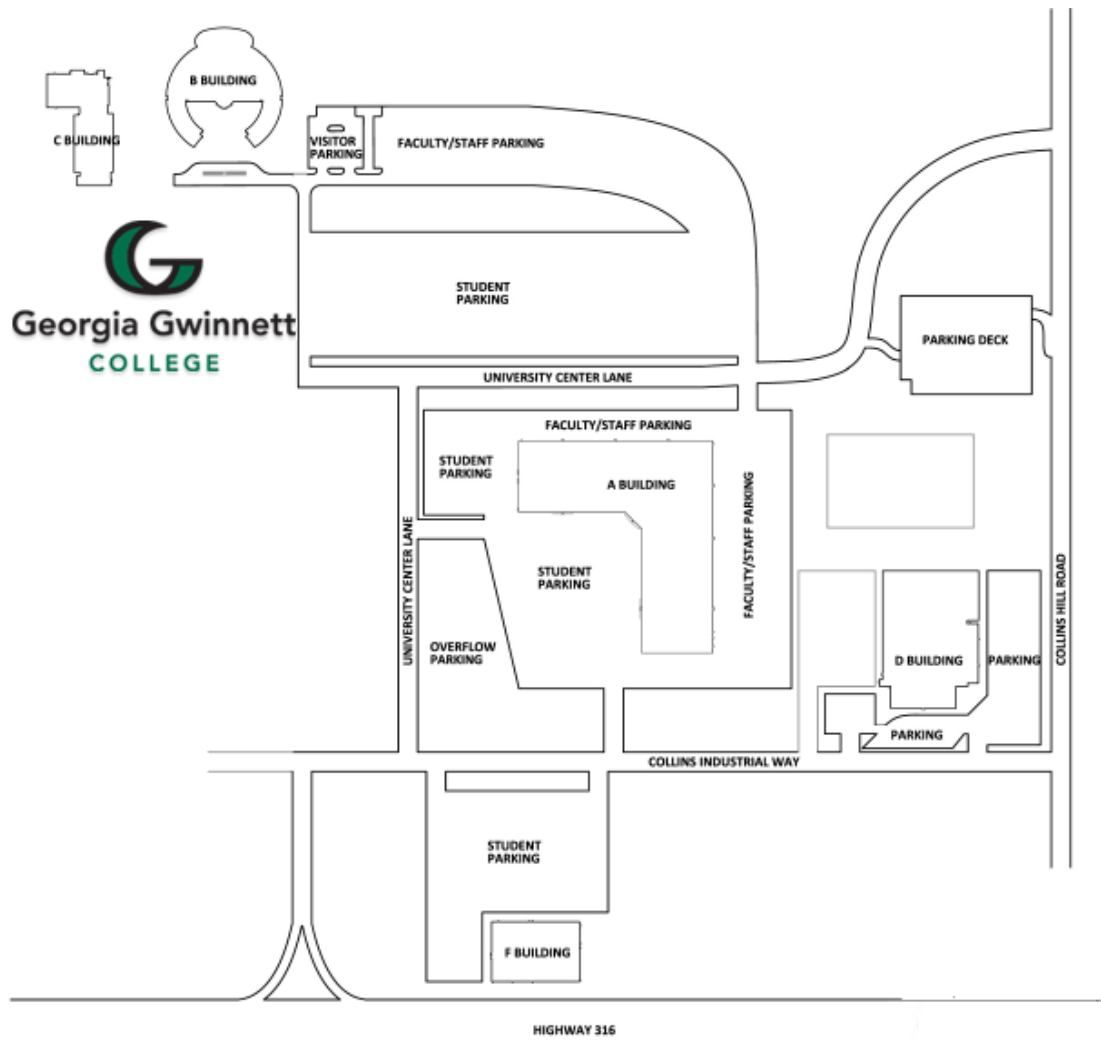 B BUILDING
C BUILDING
VISITOR
PARKING
FACULTY/STAFF PARKING
Georgia Gwinnett
COLLEGE
STUDENT
PARKING
PARKING DECK
UNIVERSITY CENTER LANE
FACULTY/STAFF PARKING
STUDENT
PARKING
A BUILDING
FACULTY/STAFF PARKING
UNIVERSITY CENTER LANE
STUDENT
PARKING
COLLINS HILL ROAD
OVERFLOW
PARKING
D BUILDING
PARKING
PARKING
COLLINS INDUSTRIAL WAY
STUDENT
PARKING
F BUILDING
HIGHWAY 316